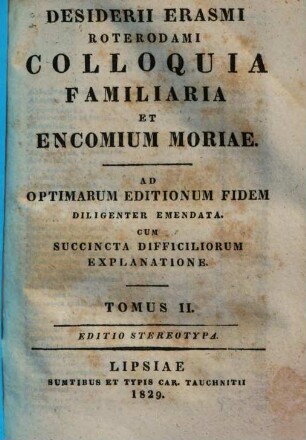 DESIDERII ERASMI
ROTERODAMI
COLLOQUIA
FAMILIARIA
ET
ENCOMIUM MORIAE.
AD
OPTIMARUM EDITIONUM FIDEM
DILIGENTER EMENDATA.
CUM
SUCCINCTA DIFFICILIORUM
EXPLANATIONE.
TOMUS II.
EDITIO STEREOTYPA.
LIPSIAE
SUMTIBUS ET TYPIS CAR. TAUCHNITII
1829.